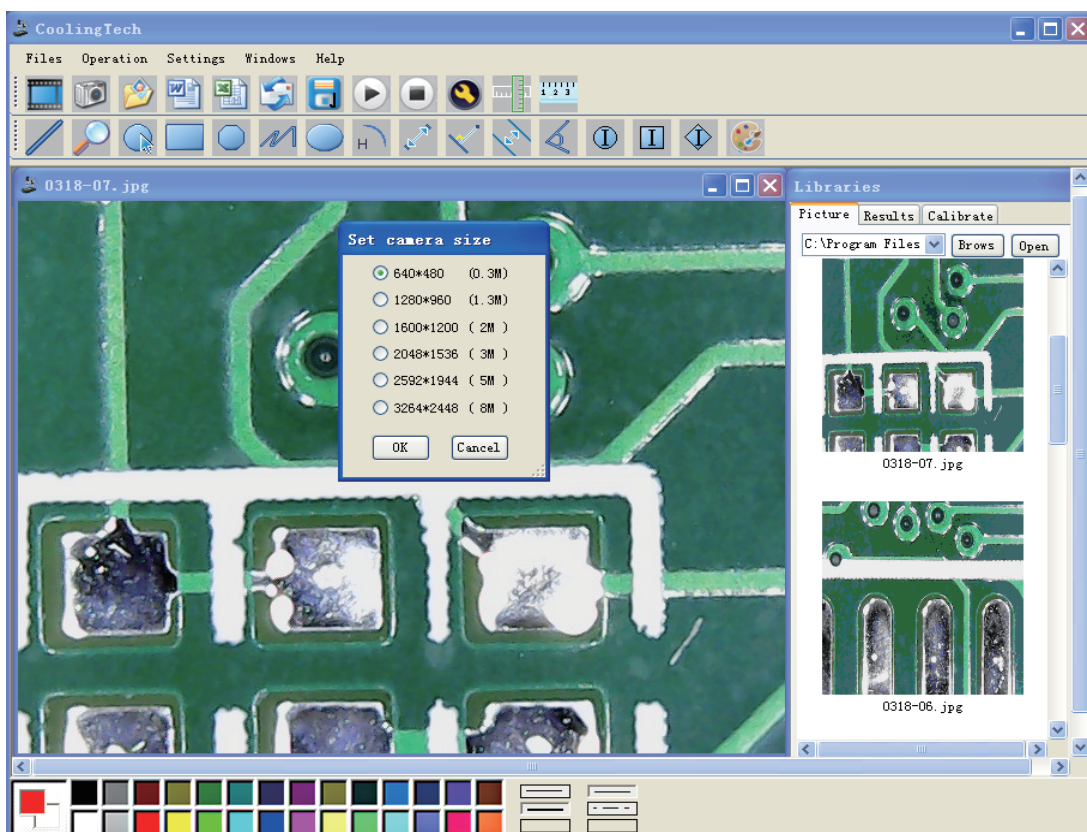 CoolingTech
Files Operation Settings Windows Help
W X
1 2 3
H I I I
0318-07.jpg
Set camera size
640*480 (0.3M)
1280*960 (1.3M)
1600*1200 ( 2M )
2048*1536 ( 3M )
2592*1944 ( 5M )
3264*2448 ( 8M )
OK Cancel
Libraries
Picture Results Calibrate
C:\Program Files Brows Open
0318-07.jpg
0318-06.jpg